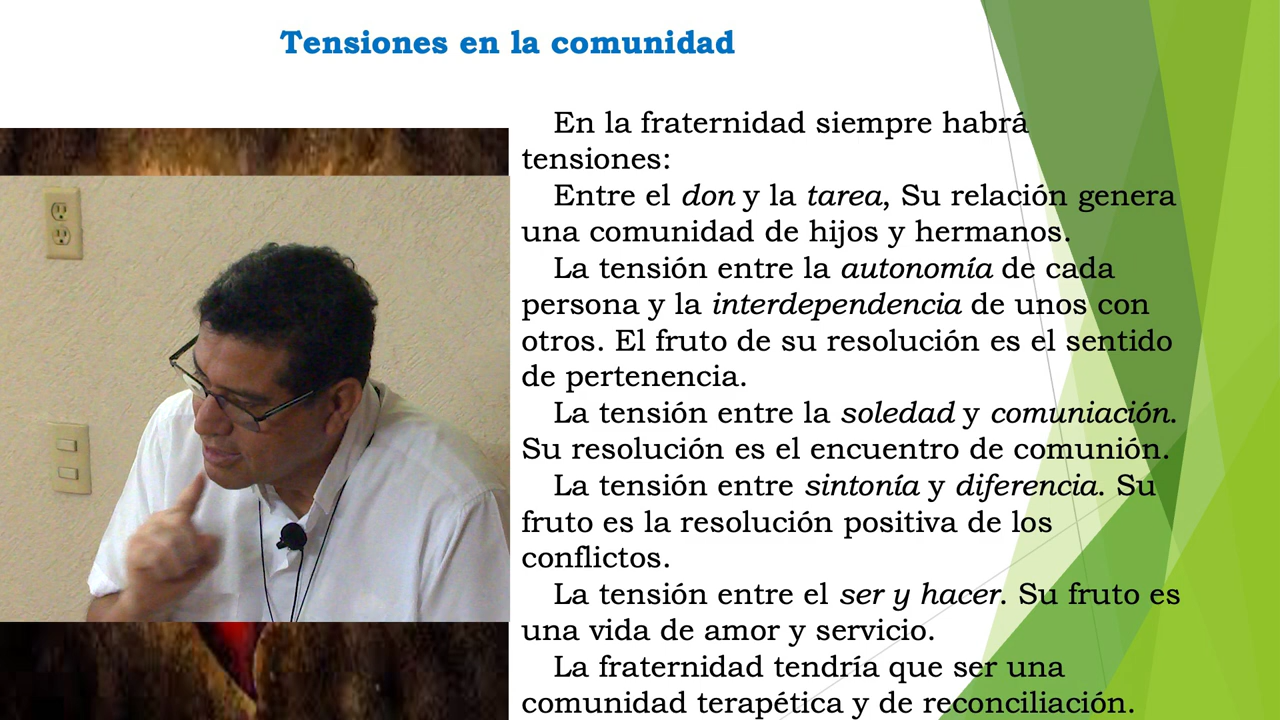 Tensiones en la comunidad
En la fraternidad siempre habrá
tensiones:
Entre el don y la tarea, Su relación genera
una comunidad de hijos y hermanos.
La tensión entre la autonomía de cada
persona y la interdependencia de unos con
otros. El fruto de su resolución es el sentido
de pertenencia.
La tensión entre la soledad y comuniación.
Su resolución es el encuentro de comunión.
La tensión entre sintonía y diferencia. Su
fruto es la resolución positiva de los
conflictos.
La tensión entre el ser y hacer. Su fruto es
una vida de amor y servicio.
La fraternidad tendría que ser una
comunidad terapética y de reconciliación.